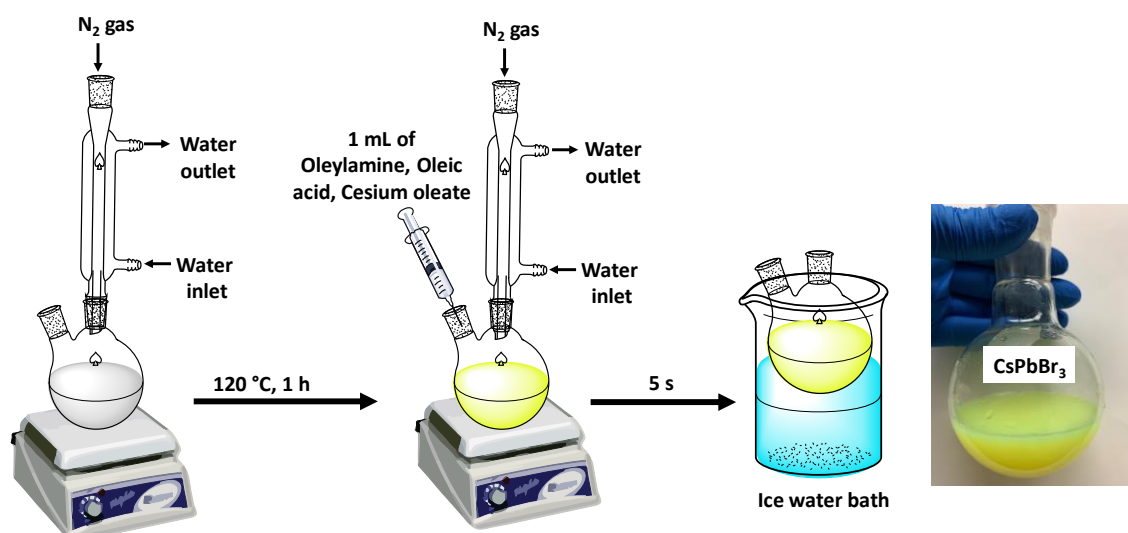 N₂ gas
Water
outlet
Water
inlet
120 °C, 1 h
1 mL of
Oleylamine, Oleic
acid, Cesium oleate
N₂ gas
Water
outlet
Water
inlet
5 s
Ice water bath
CsPbBr₃